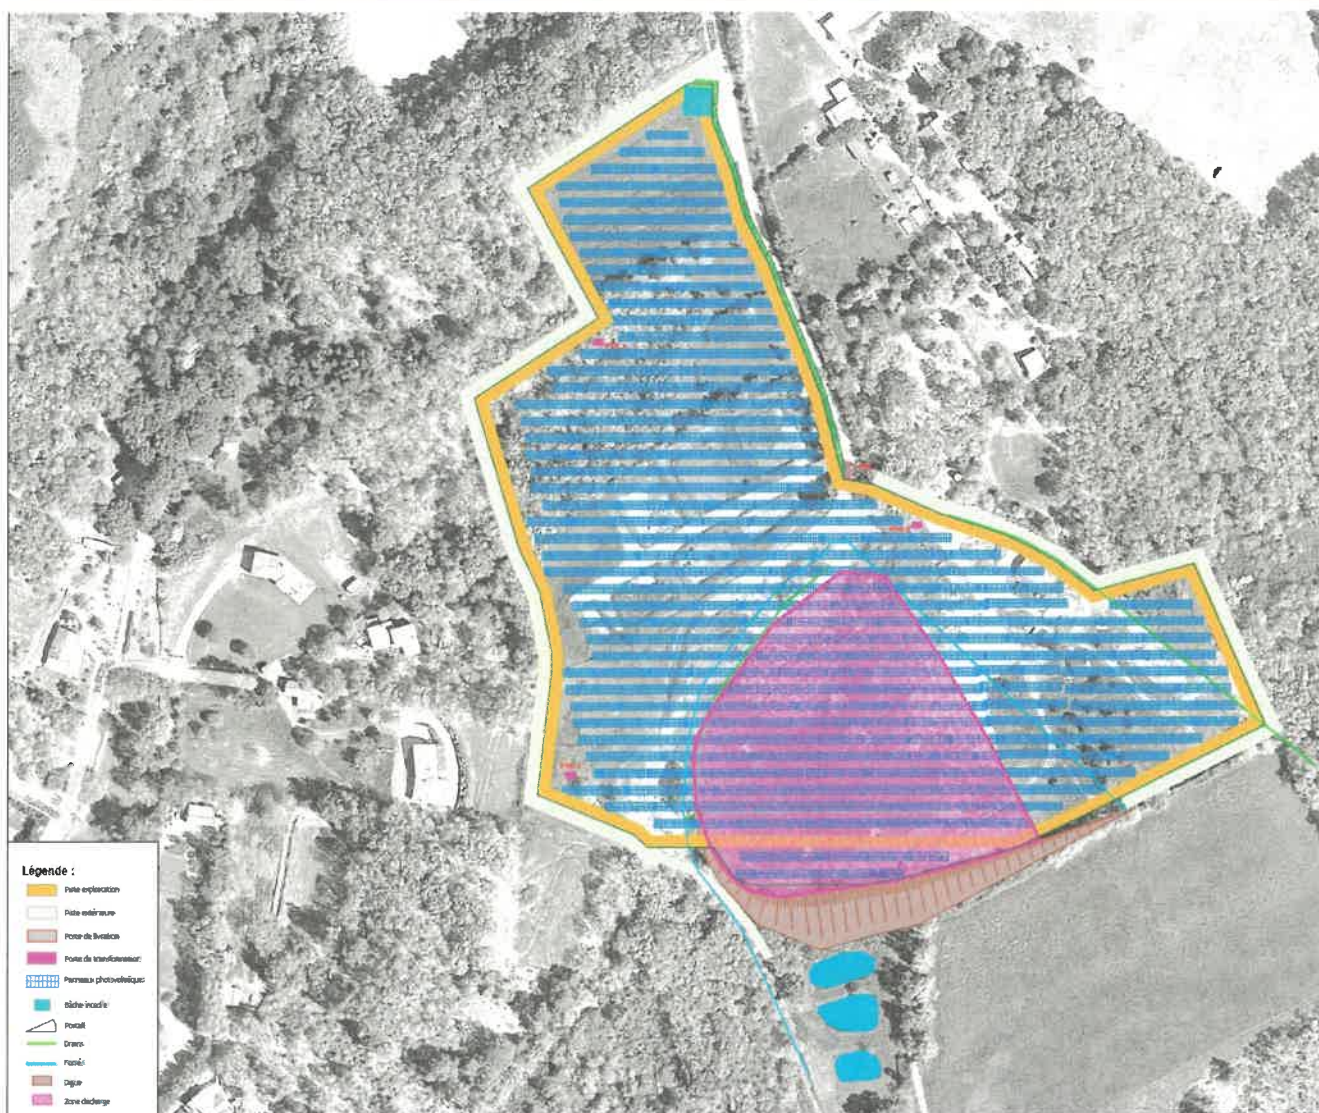 Légende :
Piste exploitation
Piste extérieure
Poste de livraison
Poste de transformation
Panneaux photovoltaïques
Bâche incendie
Portail
Drains
Fossés
Digue
Zone décharge